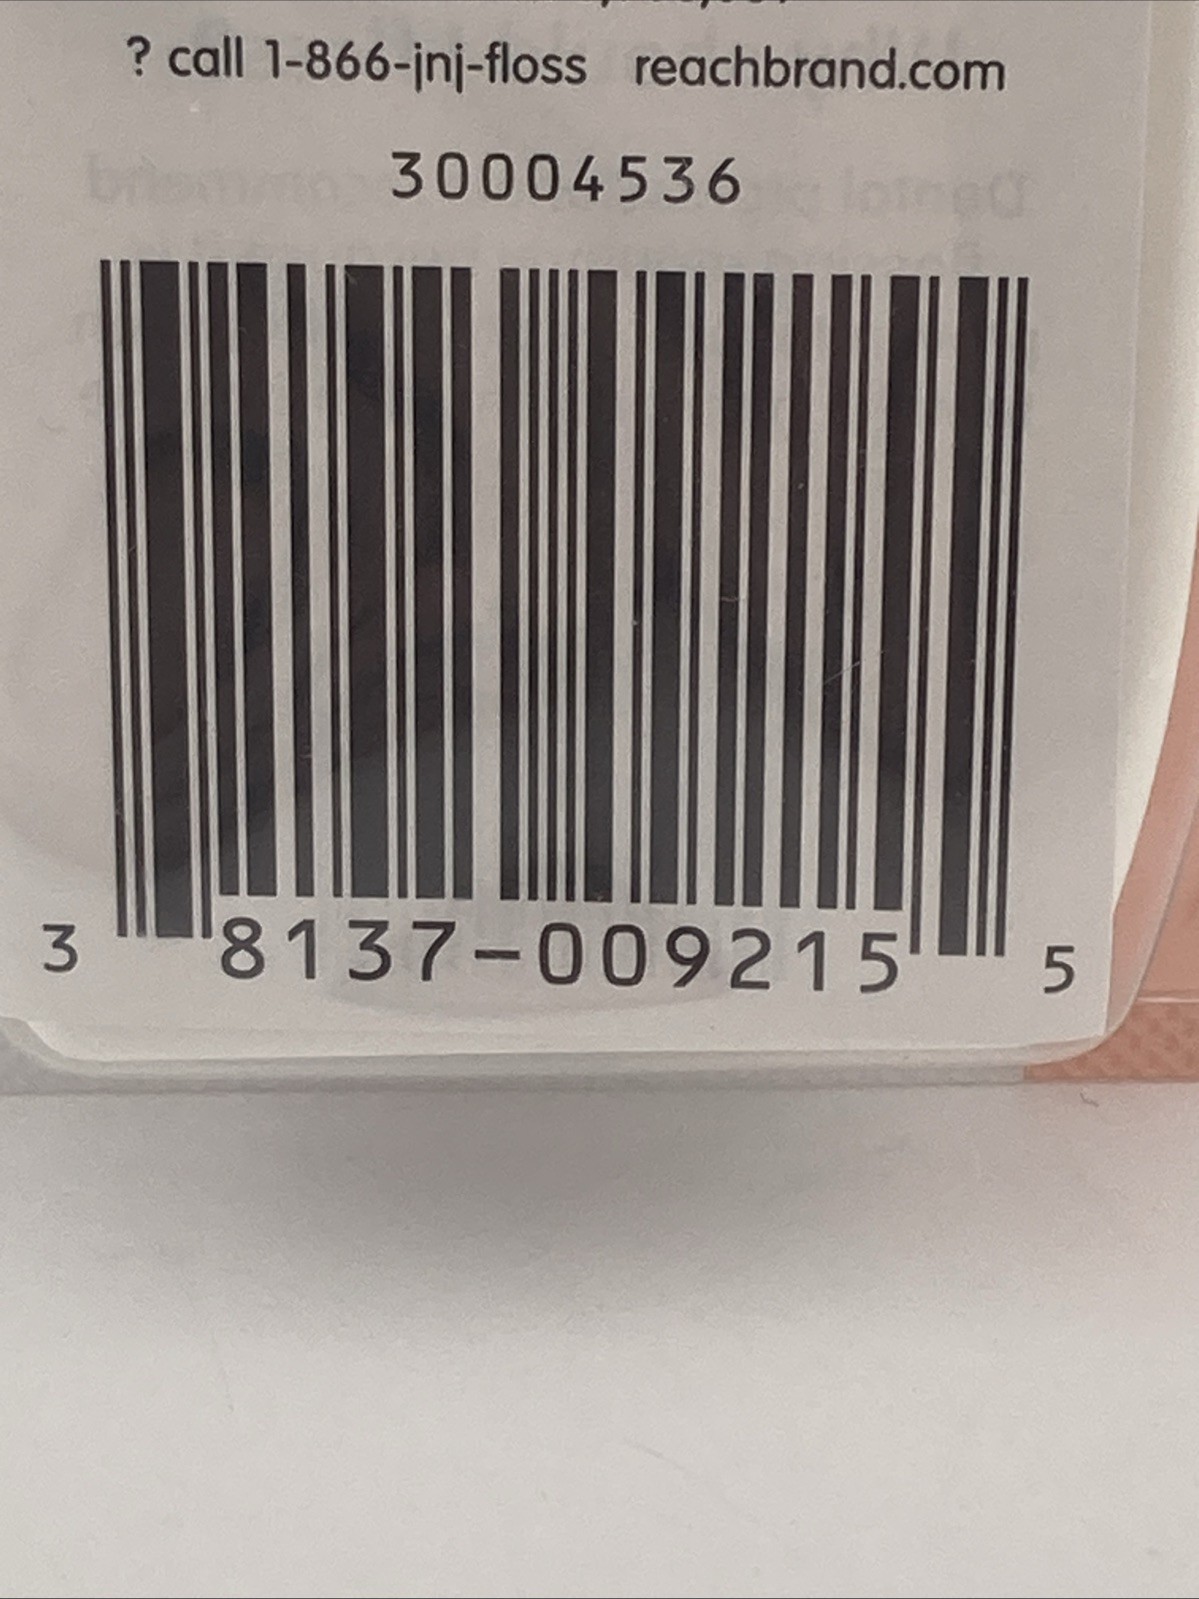 ? call 1-866-jnj-floss reachbrand.com
30004536
3 8137-009215 5